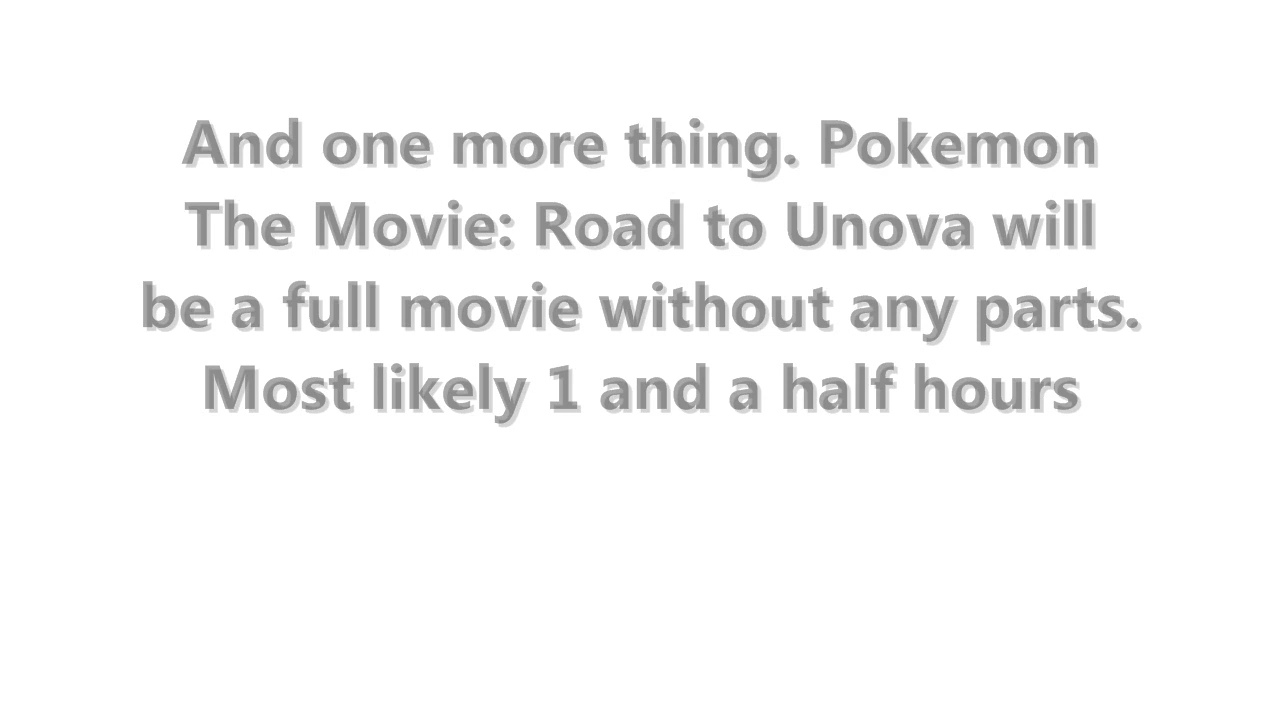 And one more thing. Pokemon
The Movie: Road to Unova will
be a full movie without any parts.
Most likely 1 and a half hours